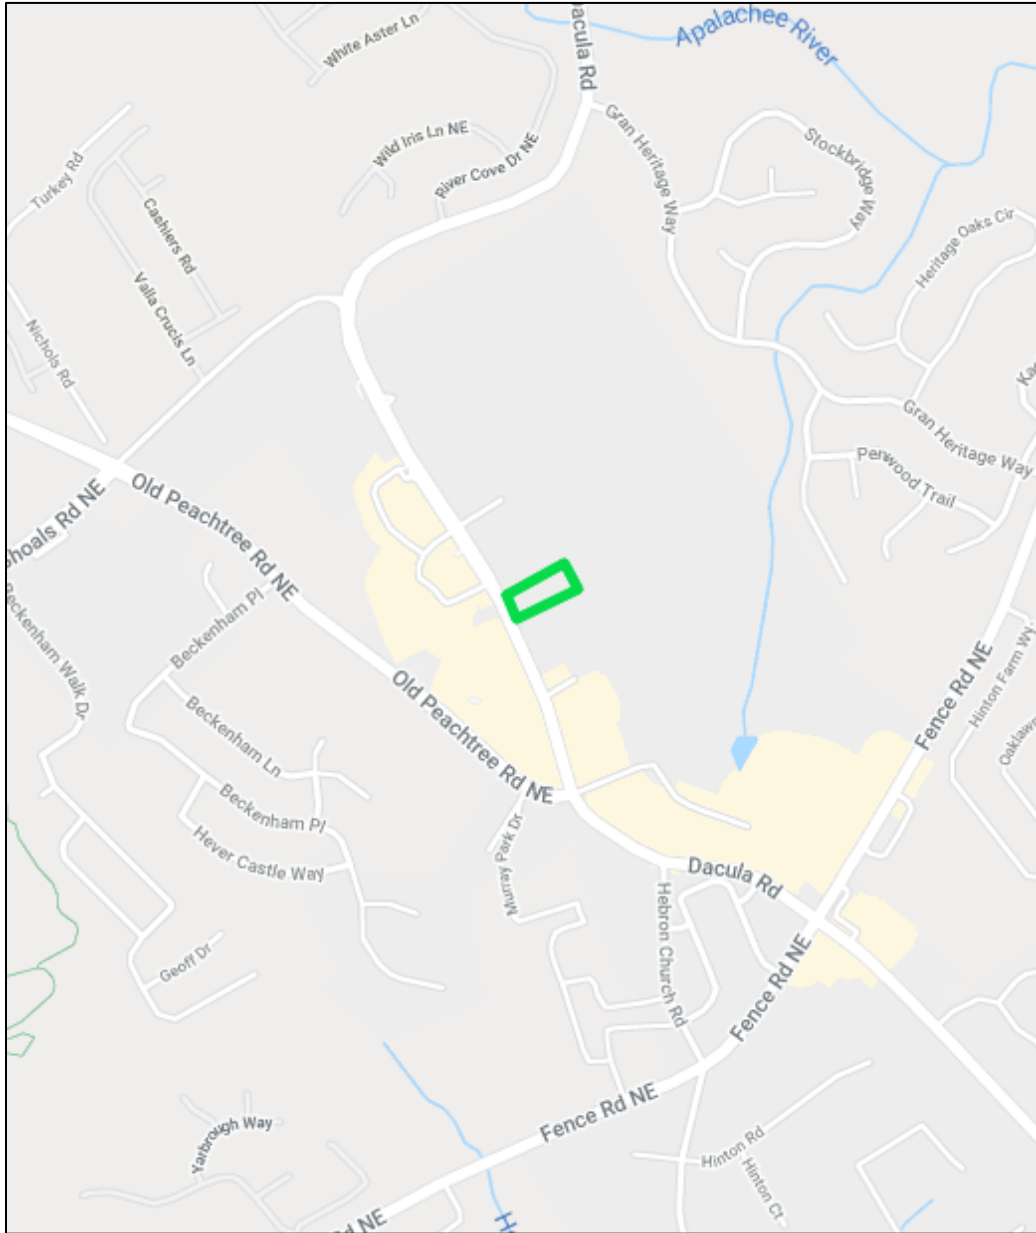 White Aster Ln
Dacula Rd
Apalachee River
Turkey Rd
Wild Iris Ln NE
River Cove Dr NE
Gran Heritage Way
Stockbridge Way
Cashiers Rd
Valla Crucis Ln
Heritage Oaks Cir
Nichols Rd
Gran Heritage Way
Penwood Trail
Old Peachtree Rd NE
Shoals Rd NE
Beckenham Walk Dr
Beckenham Pl
Old Peachtree Rd NE
Beckenham Ln
Beckenham Pl
Hever Castle Way
Murray Park Dr
Fence Rd NE
Hinton Farm Wy
Dacula Rd
Hebron Church Rd
Geoff Dr
Fence Rd NE
Fence Rd NE
Yarbrough Way
Hinton Rd
Hinton Ct
Rd NE